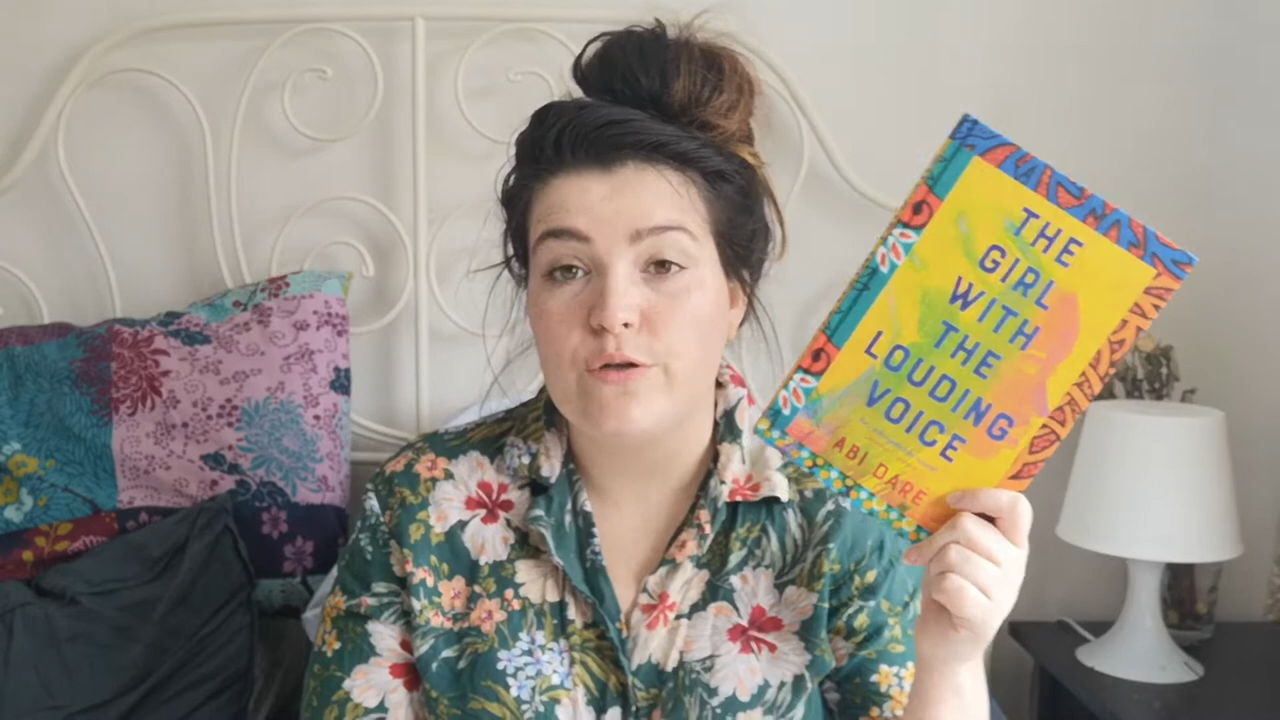 THE
GIRL
WITH
THE
LOUDING
VOICE
ABI DARE